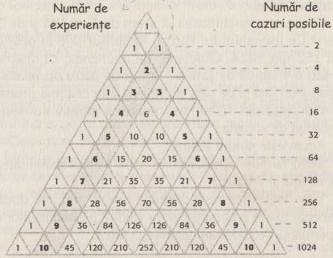 Număr de experiențe
Număr de cazuri posibile
1
1 1 2
1 2 1 4
1 3 3 1 8
1 4 6 4 1 16
1 5 10 10 5 1 32
1 6 15 20 15 6 1 64
1 7 21 35 35 21 7 1 128
1 8 28 56 70 56 28 8 1 256
1 9 36 84 126 126 84 36 9 1 512
1 10 45 120 210 252 210 120 45 10 1 1024